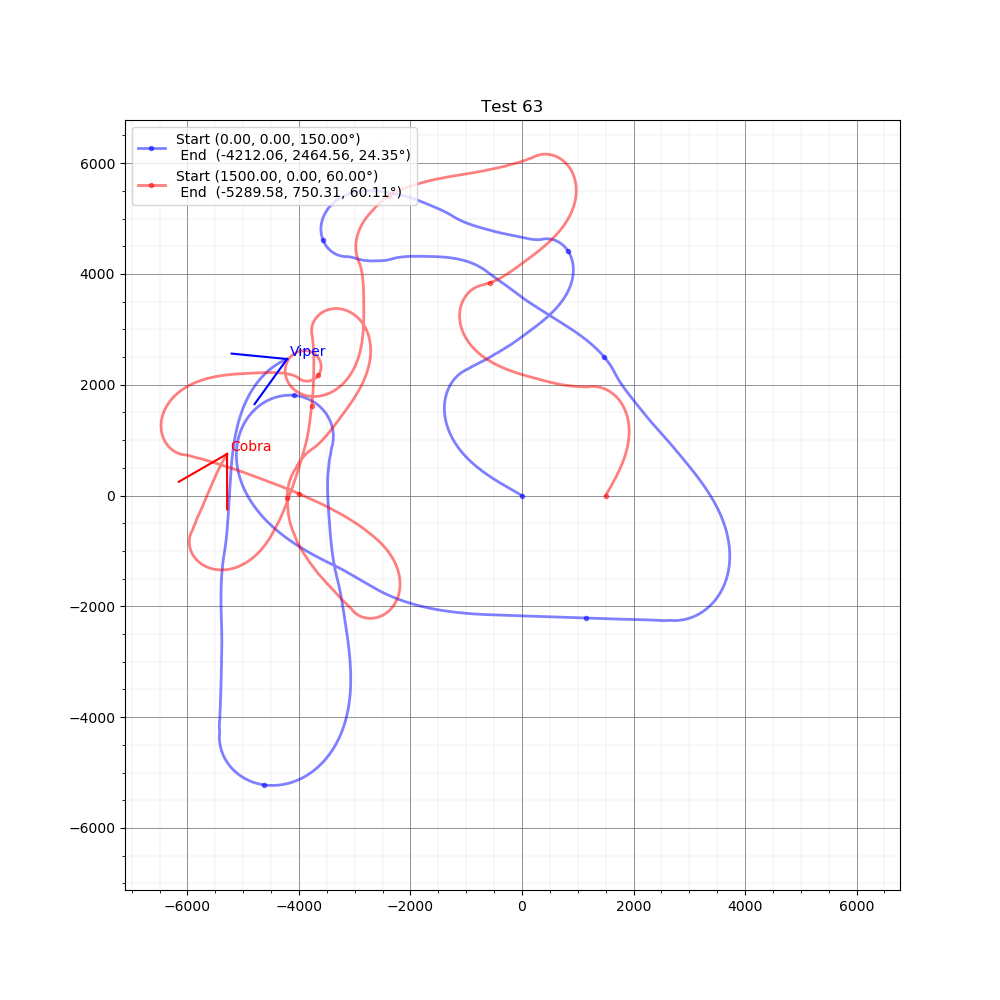 Test 63
Start (0.00, 0.00, 150.00°)
End (-4212.06, 2464.56, 24.35°)
Start (1500.00, 0.00, 60.00°)
End (-5289.58, 750.31, 60.11°)
6000
4000
2000
0
−2000
−4000
−6000
Viper
Cobra
−6000 −4000 −2000 0 2000 4000 6000